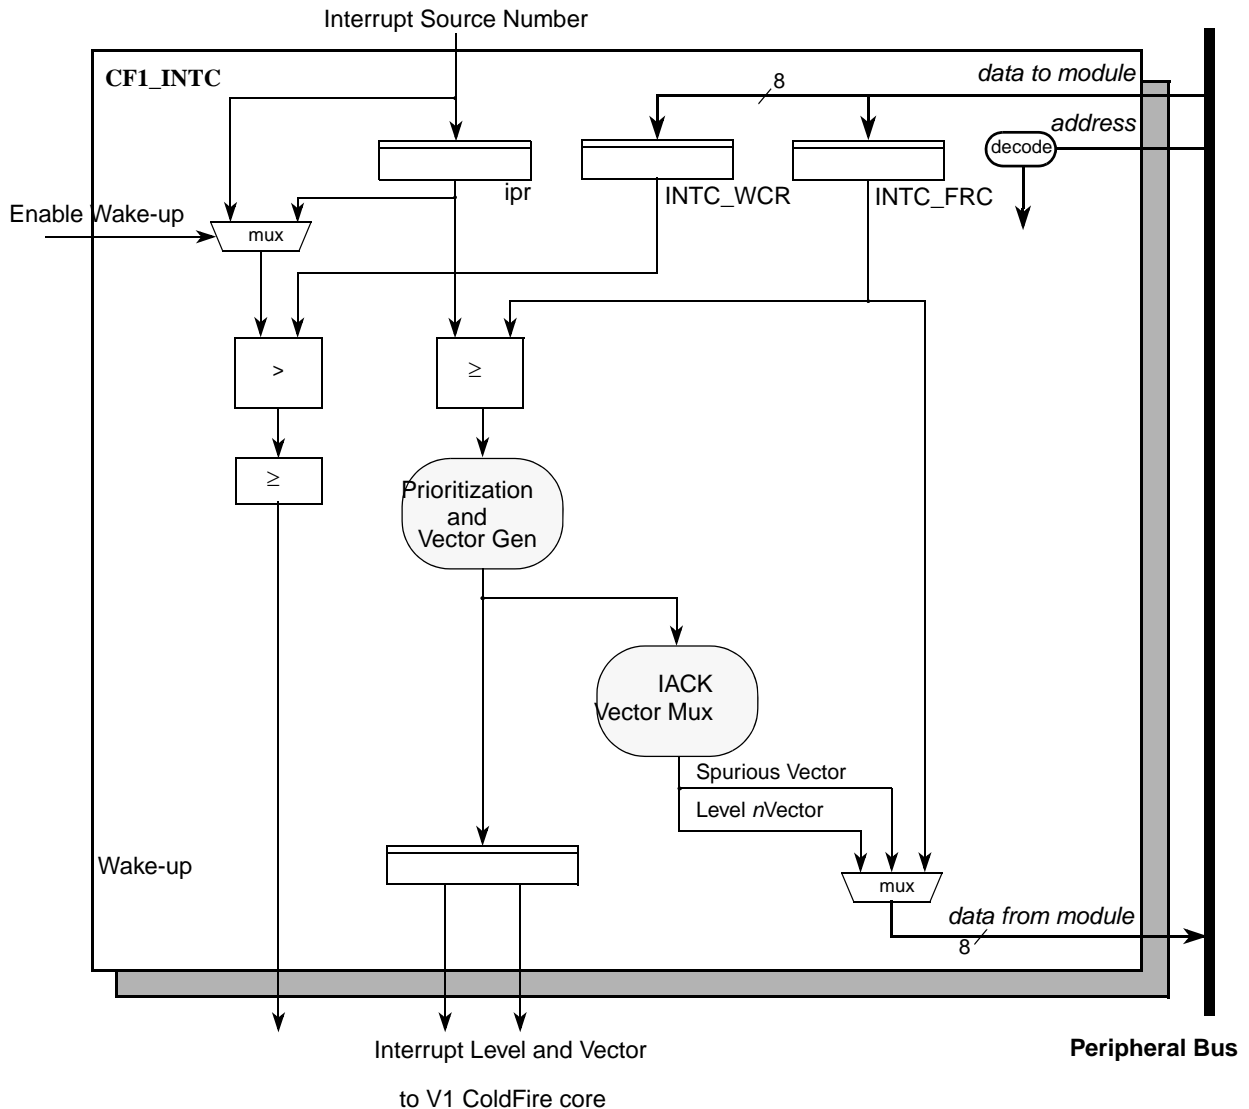 Interrupt Source Number
CF1_INTC
data to module
8
address
decode
ipr
INTC_WCR
INTC_FRC
Enable Wake-up
mux
>
≥
≥
Prioritization
and
Vector Gen
IACK
Vector Mux
Spurious Vector
Level nVector
Wake-up
mux
data from module
8
Interrupt Level and Vector
to V1 ColdFire core
Peripheral Bus